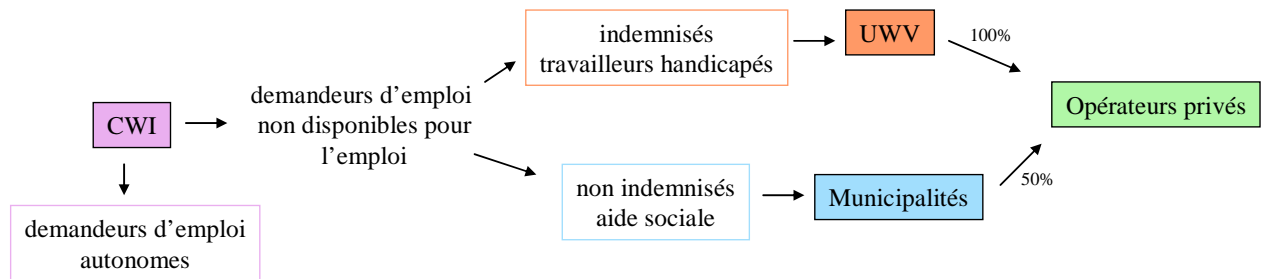 indemnisés
travailleurs handicapés
UWV
100%
demandeurs d’emploi
non disponibles pour
l’emploi
CWI
Opérateurs privés
non indemnisés
aide sociale
Municipalités
50%
demandeurs d’emploi
autonomes